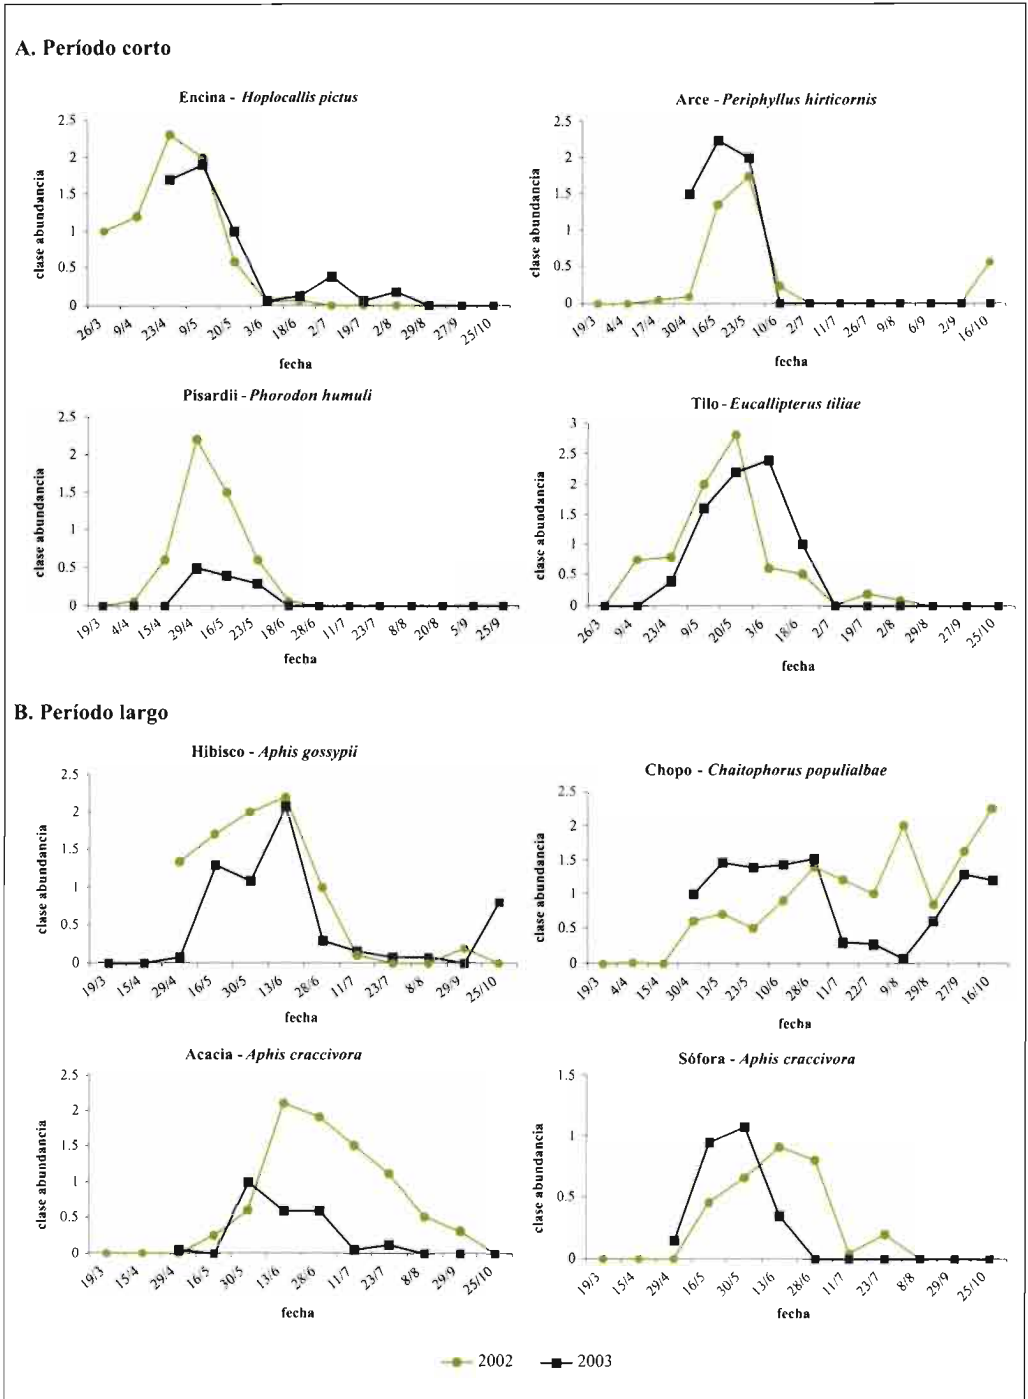 A. Período corto
Encina - Hoplocallis pictus
clase abundancia
2.5
2
1.5
1
0.5
0
26/3 9/4 23/4 9/5 20/5 3/6 18/6 2/7 19/7 2/8 29/8 27/9 25/10
fecha
Arce - Periphyllus hirticornis
clase abundancia
2.5
2
1.5
1
0.5
0
19/3 4/4 17/4 30/4 16/5 23/5 10/6 2/7 11/7 26/7 9/8 6/9 2/9 16/10
fecha
Pisardii - Phorodon humuli
clase abundancia
2.5
2
1.5
1
0.5
0
19/3 4/4 15/4 29/4 16/5 23/5 18/6 28/6 11/7 23/7 8/8 20/8 5/9 25/9
fecha
Tilo - Eucallipterus tiliae
clase abundancia
3
2.5
2
1.5
1
0.5
0
26/3 9/4 23/4 9/5 20/5 3/6 18/6 2/7 19/7 2/8 29/8 27/9 25/10
fecha
B. Período largo
Hibisco - Aphis gossypii
clase abundancia
2.5
2
1.5
1
0.5
0
19/3 15/4 29/4 16/5 30/5 13/6 28/6 11/7 23/7 8/8 29/9 25/10
fecha
Chopo - Chaitophorus populialbae
clase abundancia
2.5
2
1.5
1
0.5
0
19/3 4/4 15/4 30/4 13/5 23/5 10/6 28/6 11/7 22/7 9/8 29/8 27/9 16/10
fecha
Acacia - Aphis craccivora
clase abundancia
2.5
2
1.5
1
0.5
0
19/3 15/4 29/4 16/5 30/5 13/6 28/6 11/7 23/7 8/8 29/9 25/10
fecha
Sófora - Aphis craccivora
clase abundancia
1.5
1
0.5
0
19/3 15/4 29/4 16/5 30/5 13/6 28/6 11/7 23/7 8/8 29/9 25/10
fecha
2002 2003